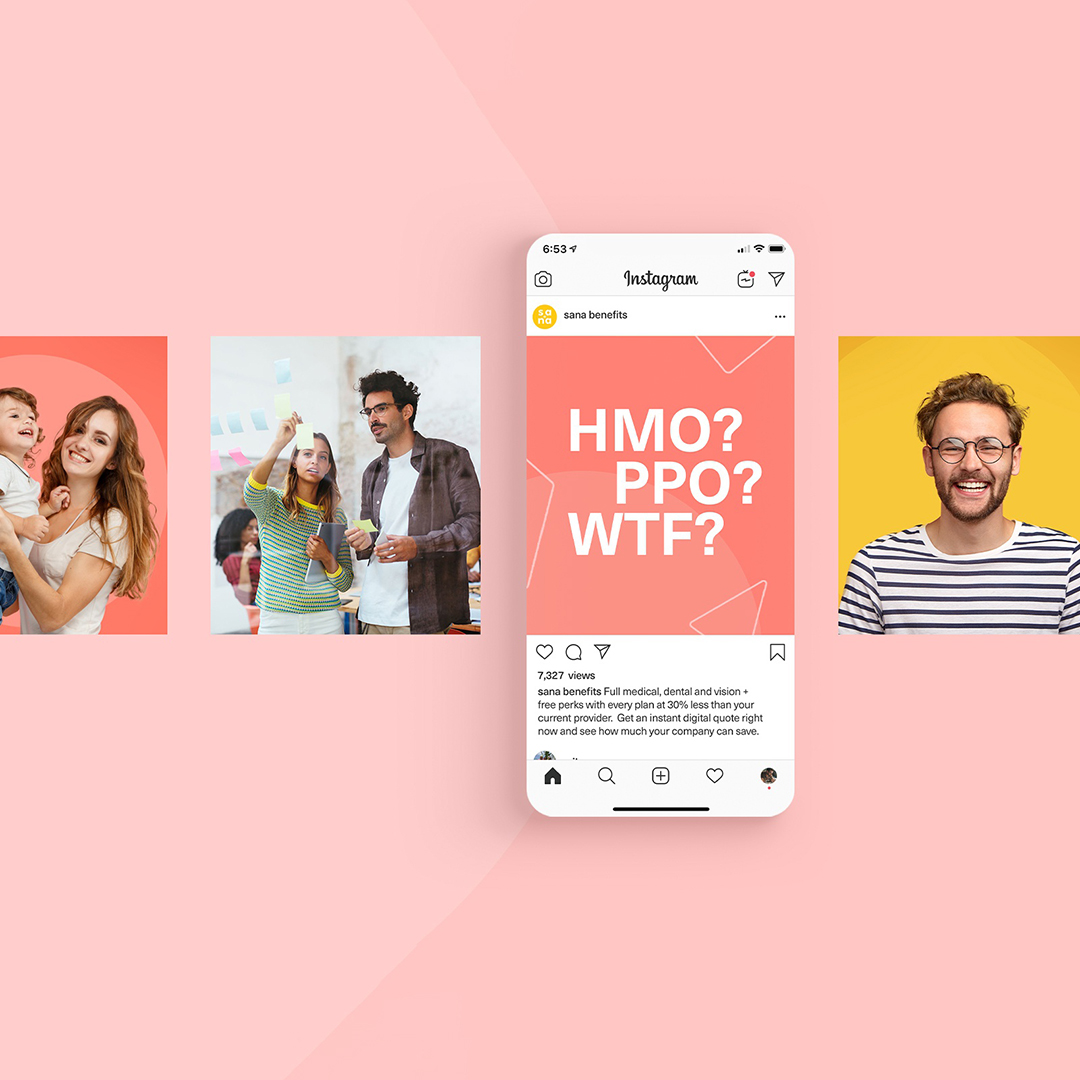 6:53
Instagram
sana
sana benefits
HMO?
PPO?
WTF?
7,327 views
sana benefits Full medical, dental and vision +
free perks with every plan at 30% less than your
current provider. Get an instant digital quote right
now and see how much your company can save.